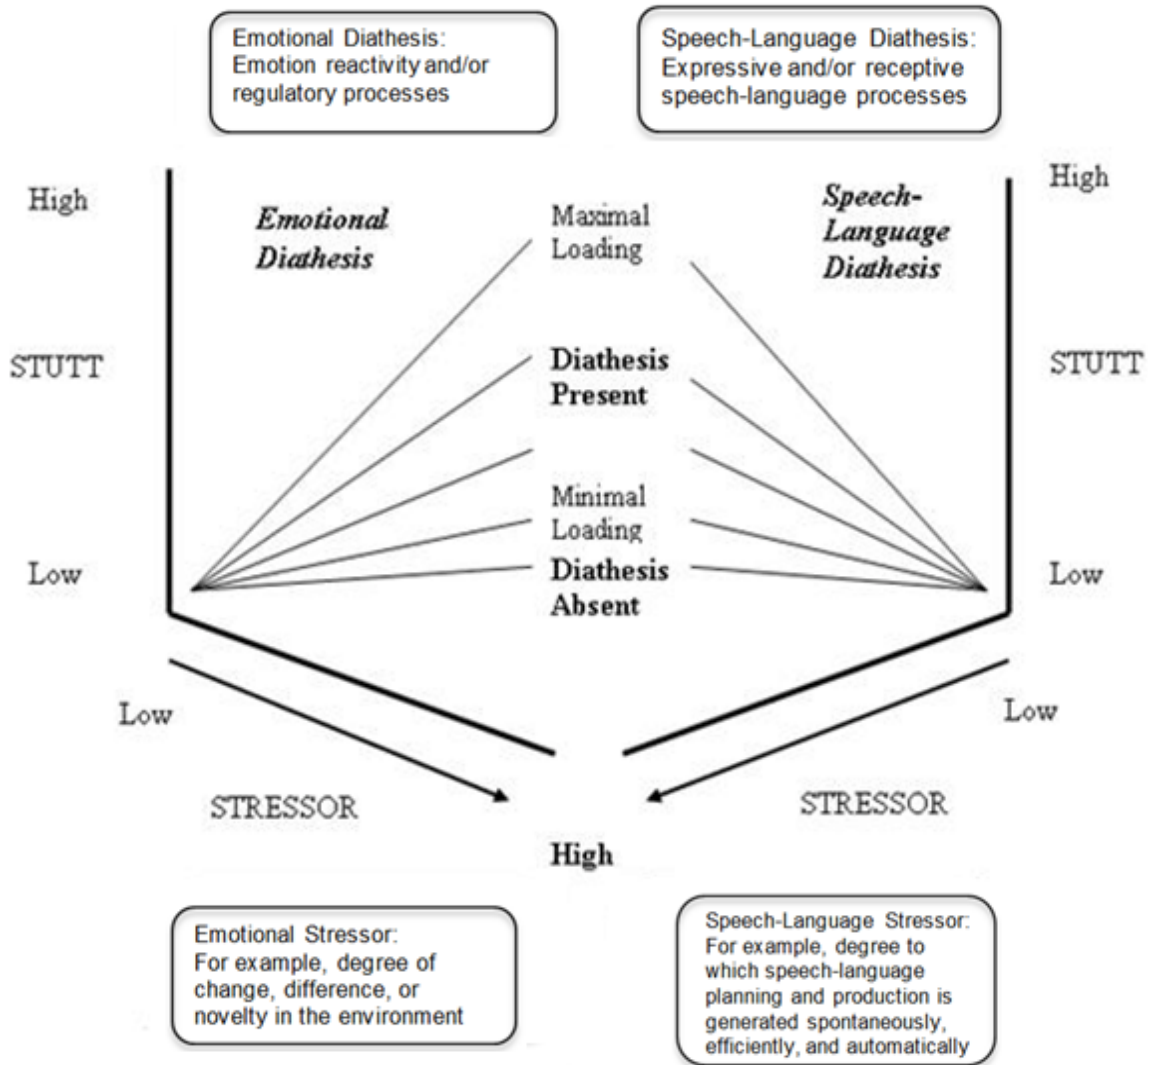 Emotional Diathesis:
Emotion reactivity and/or
regulatory processes
Speech-Language Diathesis:
Expressive and/or receptive
speech-language processes
High
Emotional
Diathesis
Maximal
Loading
Speech-
Language
Diathesis
High
STUTT
Diathesis
Present
STUTT
Minimal
Loading
Low
Diathesis
Absent
Low
Low
Low
STRESSOR
STRESSOR
High
Emotional Stressor:
For example, degree of
change, difference, or
novelty in the environment
Speech-Language Stressor:
For example, degree to
which speech-language
planning and production is
generated spontaneously,
efficiently, and automatically